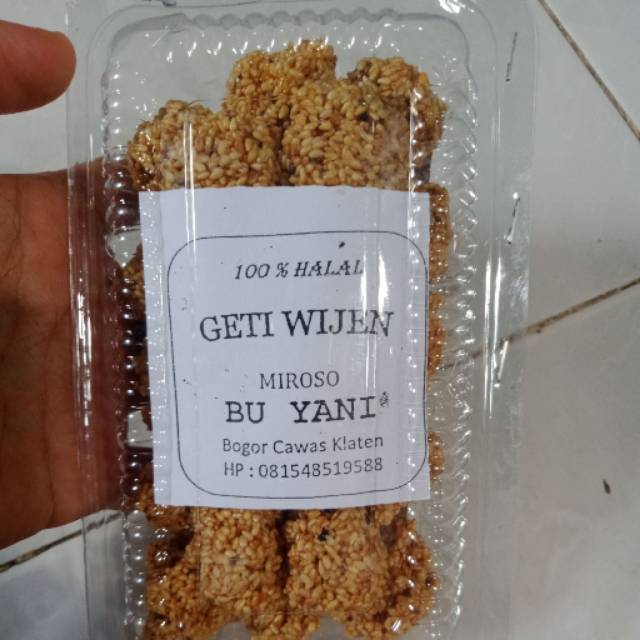 100 % HALAL
GETI WIJEN
MIROSO
BU YANI
Bogor Cawas Klaten
HP : 081548519588